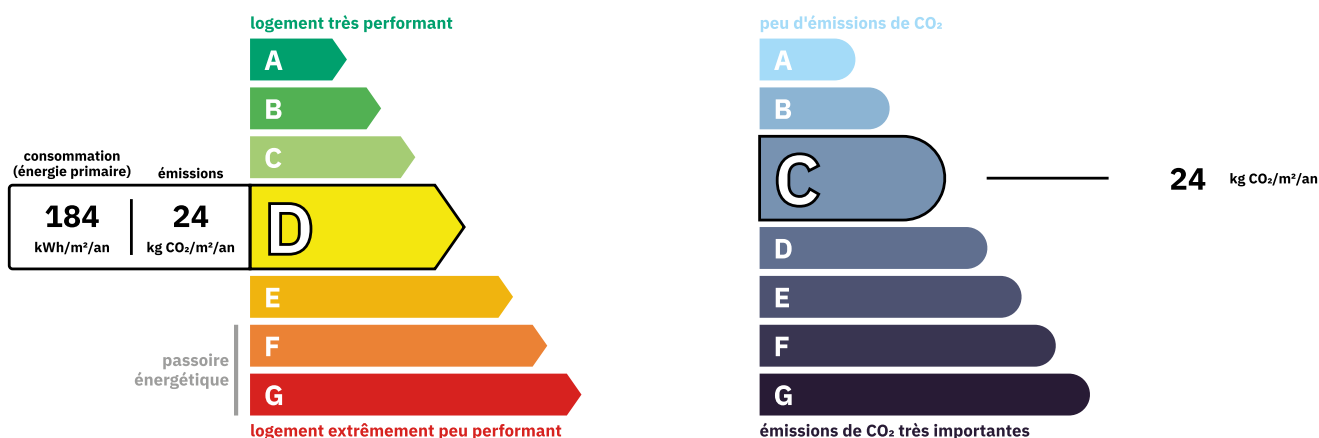 logement très performant
A
B
C
consommation
(énergie primaire)
émissions
184
kWh/m²/an
24
kg CO₂/m²/an
D
E
F
G
passoire
énergétique
logement extrêmement peu performant
peu d'émissions de CO₂
A
B
C
24 kg CO₂/m²/an
D
E
F
G
émissions de CO₂ très importantes